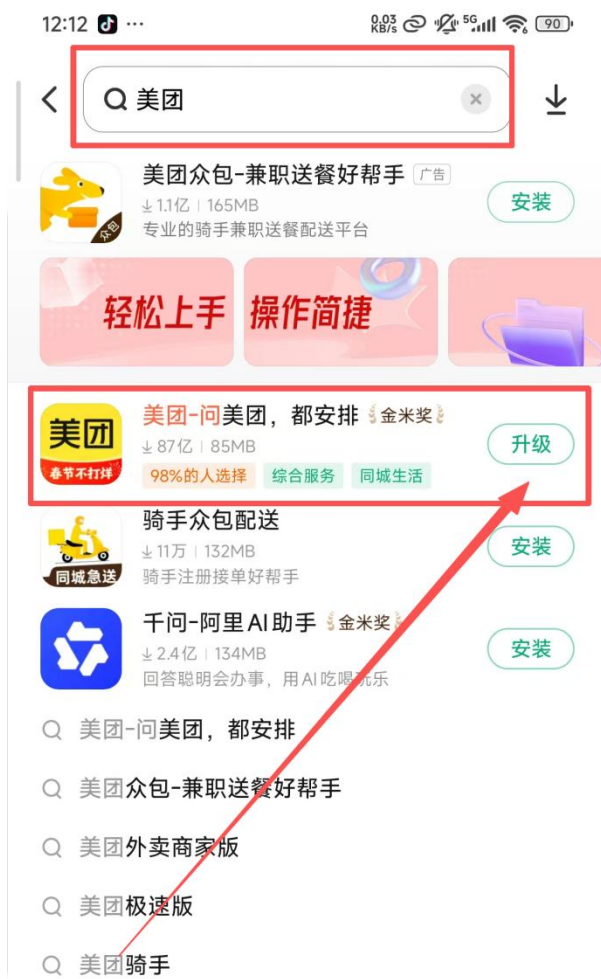 12:12 ··· 0.03 KB/s 5G 90
美团
美团众包-兼职送餐好帮手 广告
1.1亿 | 165MB
安装
专业的骑手兼职送餐配送平台
众包
轻松上手 操作简捷
美团-问美团，都安排 金米奖
87亿 | 85MB
升级
98%的人选择 综合服务 同城生活
美团
春节不打烊
骑手众包配送
11万 | 132MB
安装
骑手注册接单好帮手
同城急送
千问-阿里AI助手 金米奖
2.4亿 | 134MB
安装
回答聪明会办事，用AI吃喝玩乐
美团-问美团，都安排
美团众包-兼职送餐好帮手
美团外卖商家版
美团极速版
美团骑手